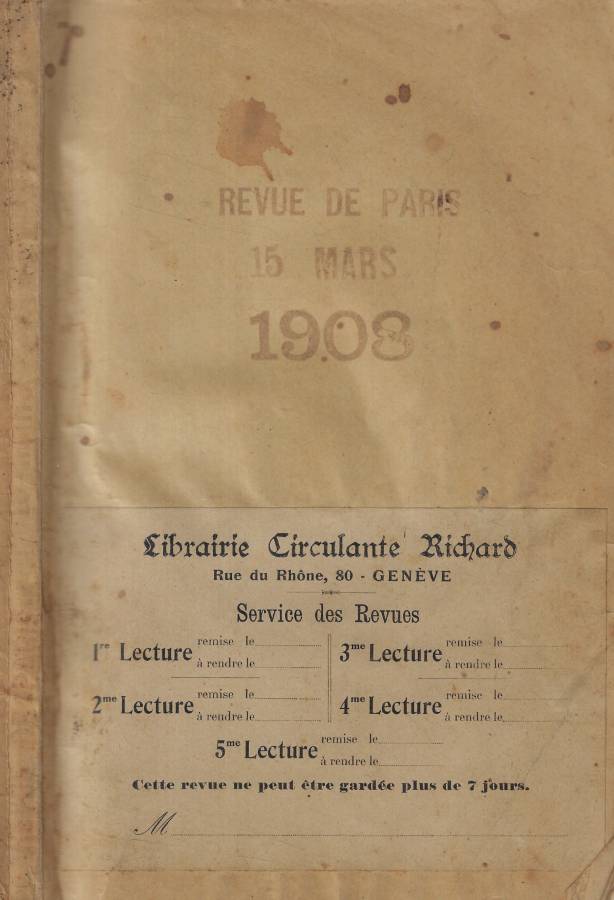 REVUE DE PARIS
15 MARS
1908
Librairie Circulante Richard
Rue du Rhône, 80 - GENÈVE
Service des Revues
1re Lecture remise le
à rendre le
3me Lecture remise le
à rendre le
2me Lecture remise le
à rendre le
4me Lecture remise le
à rendre le
5me Lecture remise le
à rendre le
Cette revue ne peut être gardée plus de 7 jours.
M